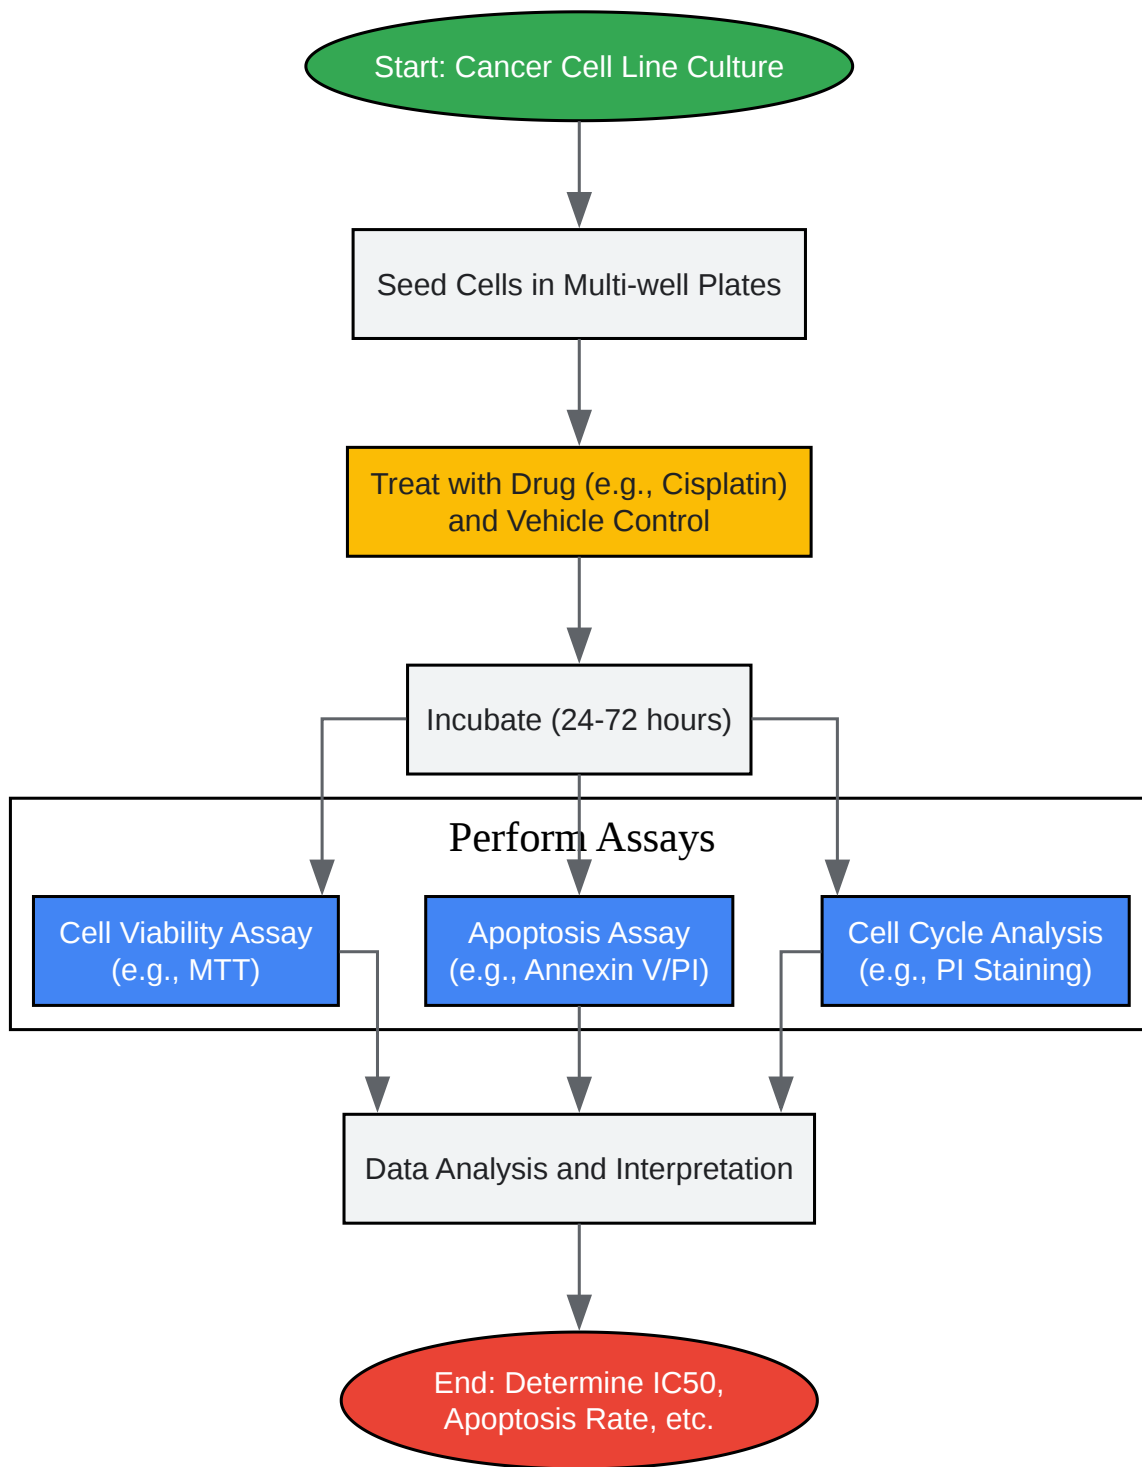 Start: Cancer Cell Line Culture
Seed Cells in Multi-well Plates
Treat with Drug (e.g., Cisplatin)
and Vehicle Control
Incubate (24-72 hours)
Perform Assays
Cell Viability Assay
(e.g., MTT)
Apoptosis Assay
(e.g., Annexin V/PI)
Cell Cycle Analysis
(e.g., PI Staining)
Data Analysis and Interpretation
End: Determine IC50,
Apoptosis Rate, etc.